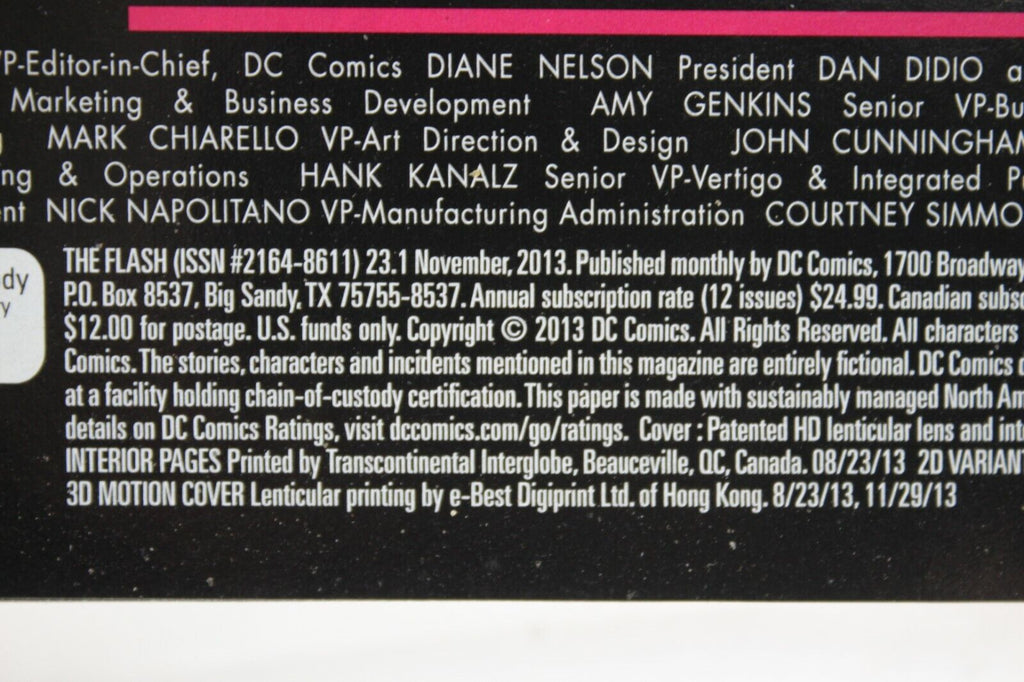 VP-Editor-in-Chief, DC Comics DIANE NELSON President DAN DIDIO a
Marketing & Business Development AMY GENKINS Senior VP-Bu
MARK CHIARELLO VP-Art Direction & Design JOHN CUNNINGHAM
ng & Operations HANK KANALZ Senior VP-Vertigo & Integrated P
nt NICK NAPOLITANO VP-Manufacturing Administration COURTNEY SIMMO
dy
y
THE FLASH (ISSN #2164-8611) 23.1 November, 2013. Published monthly by DC Comics, 1700 Broadway
P.O. Box 8537, Big Sandy, TX 75755-8537. Annual subscription rate (12 issues) $24.99. Canadian subsc
$12.00 for postage. U.S. funds only. Copyright © 2013 DC Comics. All Rights Reserved. All characters
Comics. The stories, characters and incidents mentioned in this magazine are entirely fictional. DC Comics
at a facility holding chain-of-custody certification. This paper is made with sustainably managed North Am
details on DC Comics Ratings, visit dccomics.com/go/ratings. Cover : Patented HD lenticular lens and int
INTERIOR PAGES Printed by Transcontinental Interglobe, Beauceville, QC, Canada. 08/23/13 2D VARIANT
3D MOTION COVER Lenticular printing by e-Best Digiprint Ltd. of Hong Kong. 8/23/13, 11/29/13